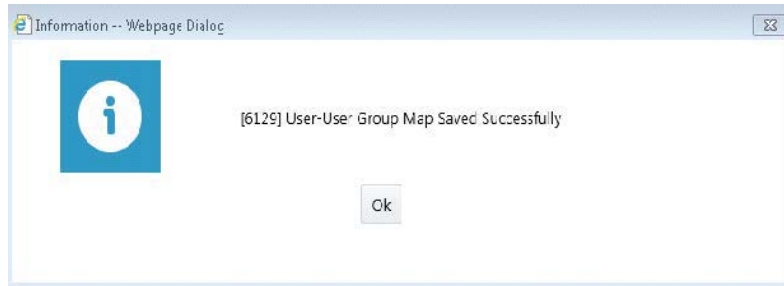 Information -- Webpage Dialog
[6129] User-User Group Map Saved Successfully
Ok